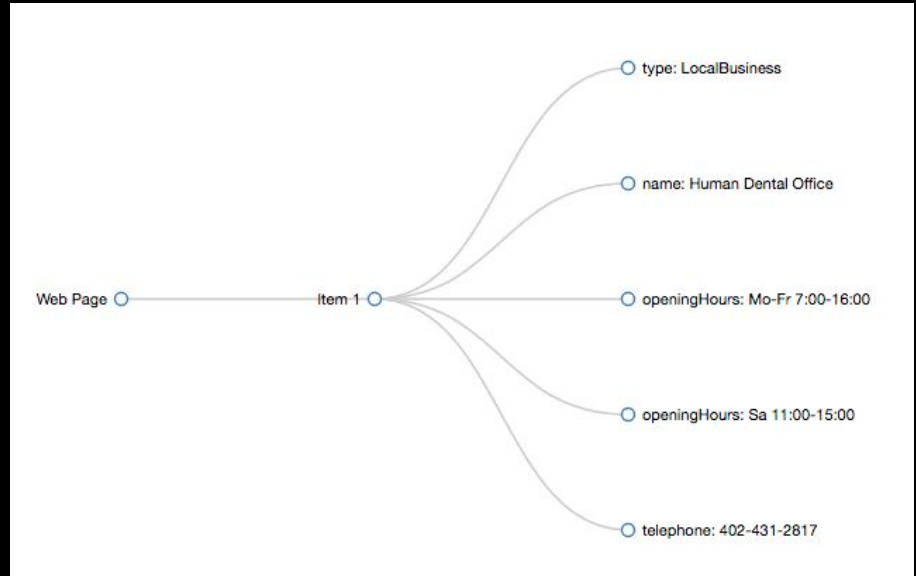 type: LocalBusiness
name: Human Dental Office
Web Page
Item 1
openingHours: Mo-Fr 7:00-16:00
openingHours: Sa 11:00-15:00
telephone: 402-431-2817